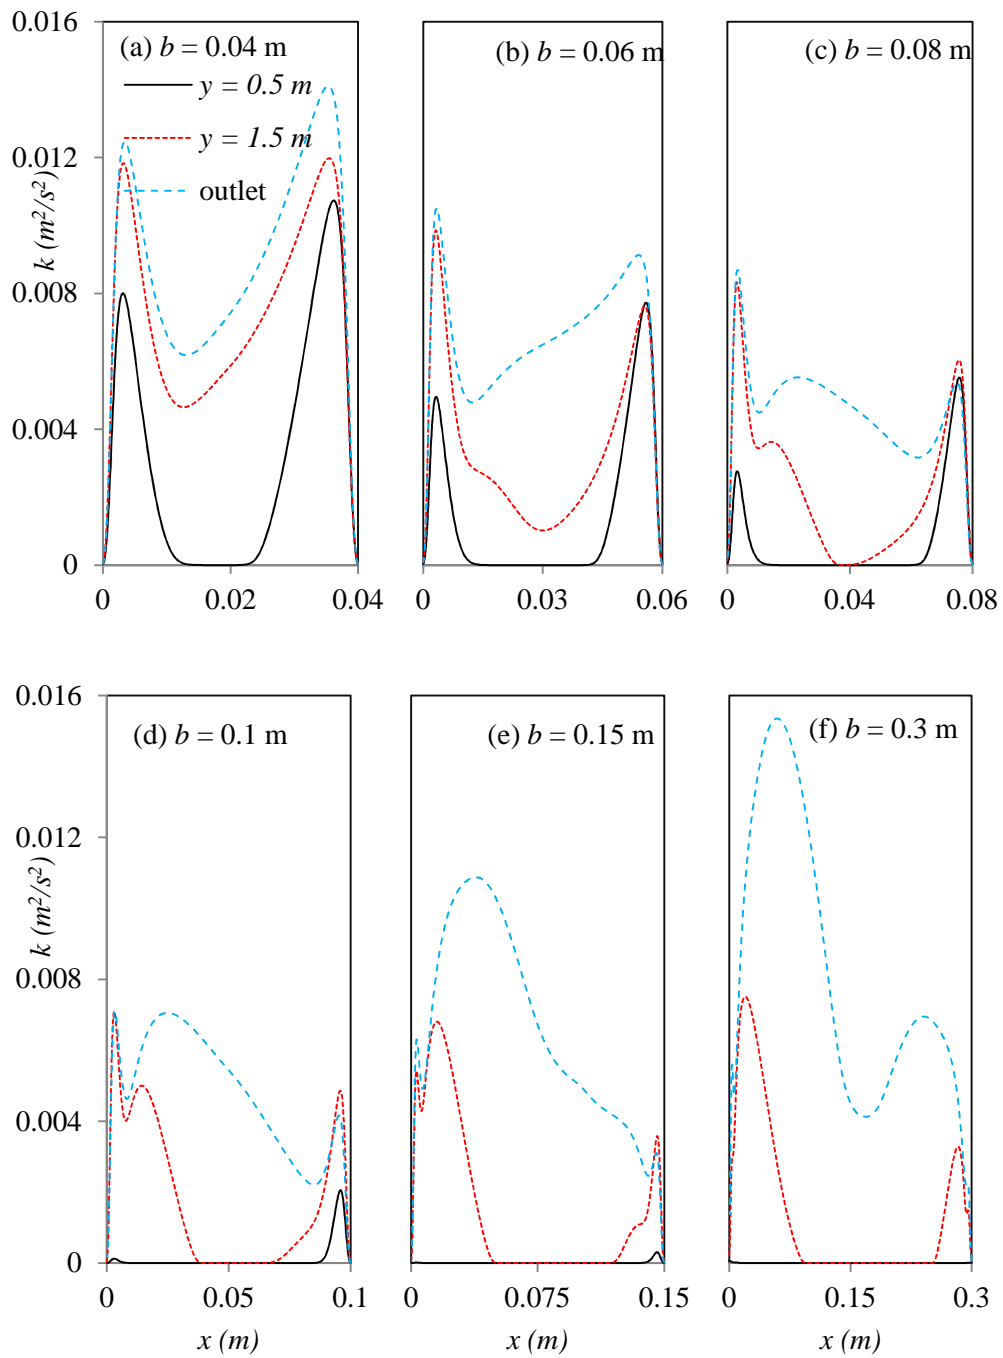 0.016
(a) b = 0.04 m
(b) b = 0.06 m
(c) b = 0.08 m
y = 0.5 m
0.012
y = 1.5 m
outlet
k (m²/s²)
0.008
0.004
0
0 0.02 0.04
0 0.03 0.06
0 0.04 0.08
0.016
(d) b = 0.1 m
(e) b = 0.15 m
(f) b = 0.3 m
0.012
k (m²/s²)
0.008
0.004
0
0 0.05 0.1
0 0.075 0.15
0 0.15 0.3
x (m)
x (m)
x (m)